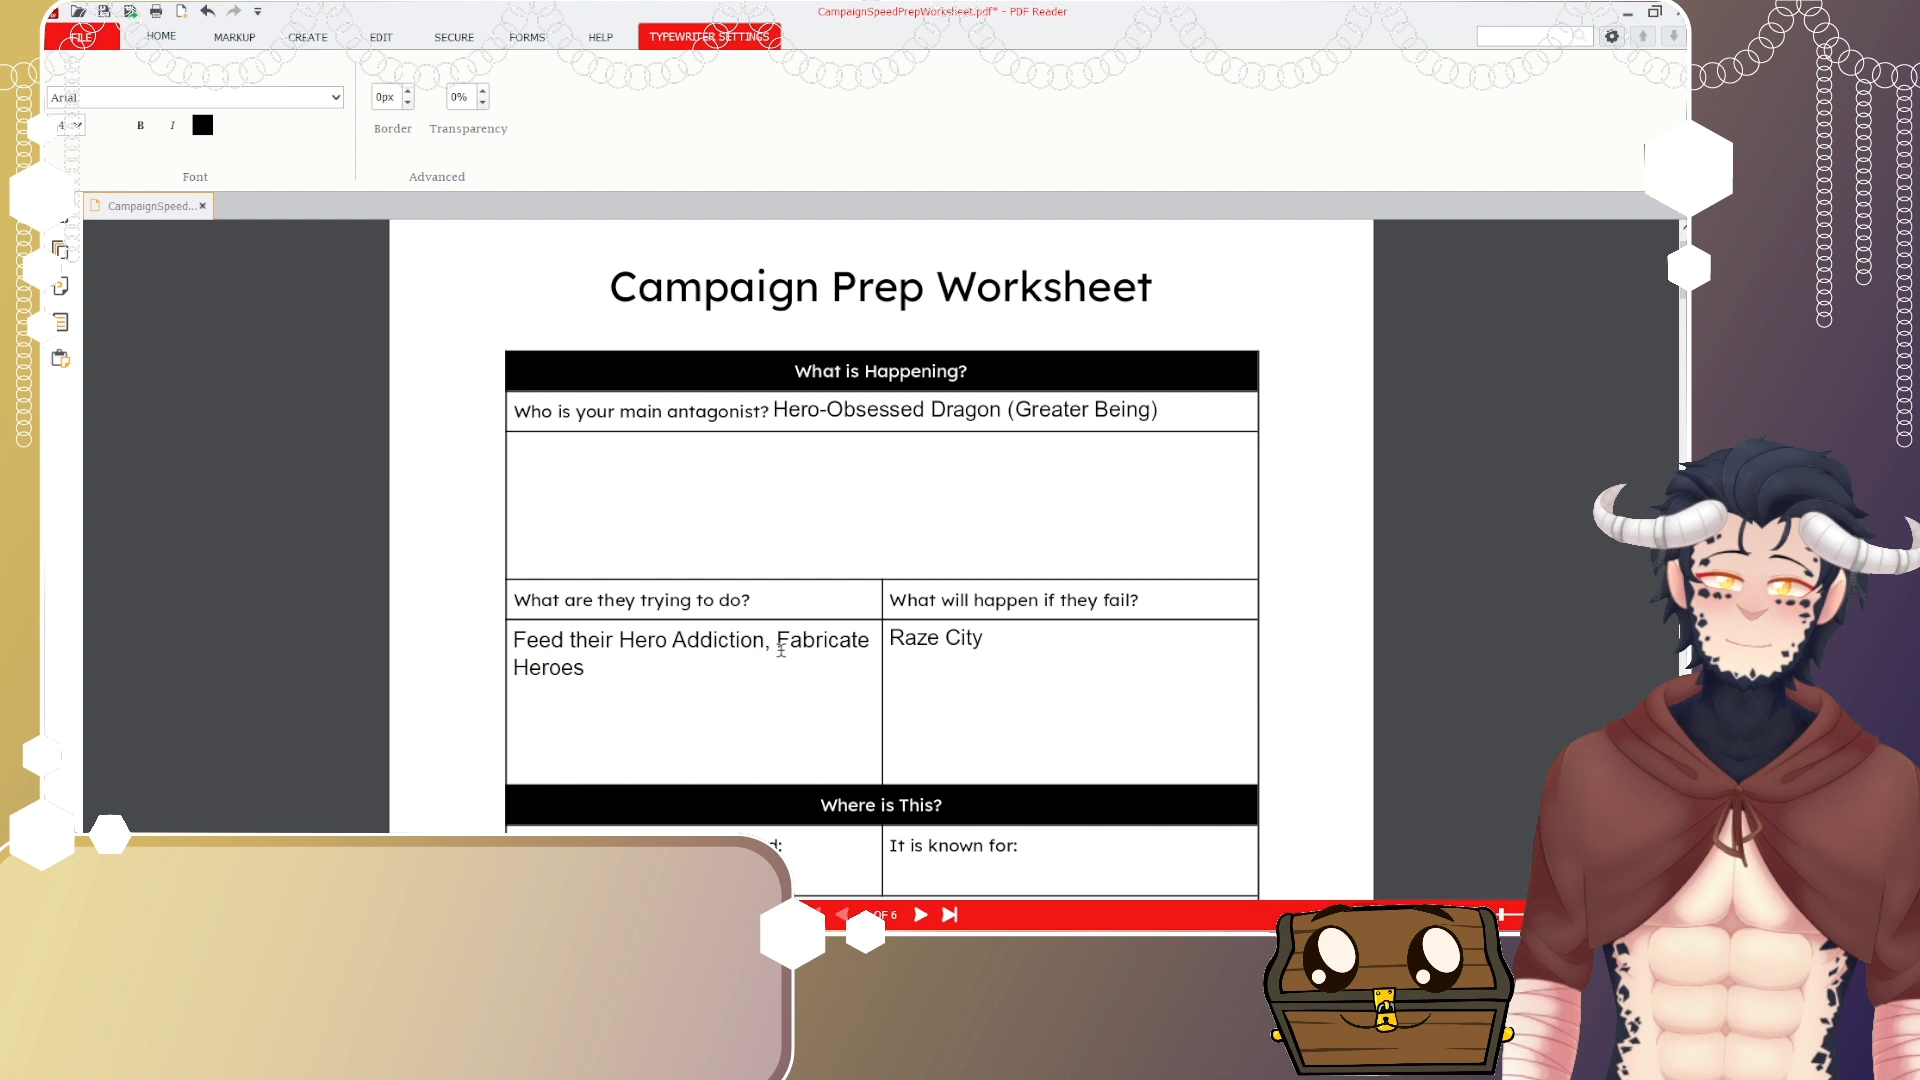 CampaignSpeedPrepWorksheet.pdf* - PDF Reader
FILE
HOME
MARKUP
CREATE
EDIT
SECURE
FORMS
HELP
TYPEWRITER SETTINGS
Arial
0px
0%
B
I
Border
Transparency
Font
Advanced
CampaignSpeed...
Campaign Prep Worksheet
What is Happening?
Who is your main antagonist? Hero-Obsessed Dragon (Greater Being)
What are they trying to do?
What will happen if they fail?
Feed their Hero Addiction, Fabricate
Heroes
Raze City
Where is This?
d:
It is known for:
OF 6